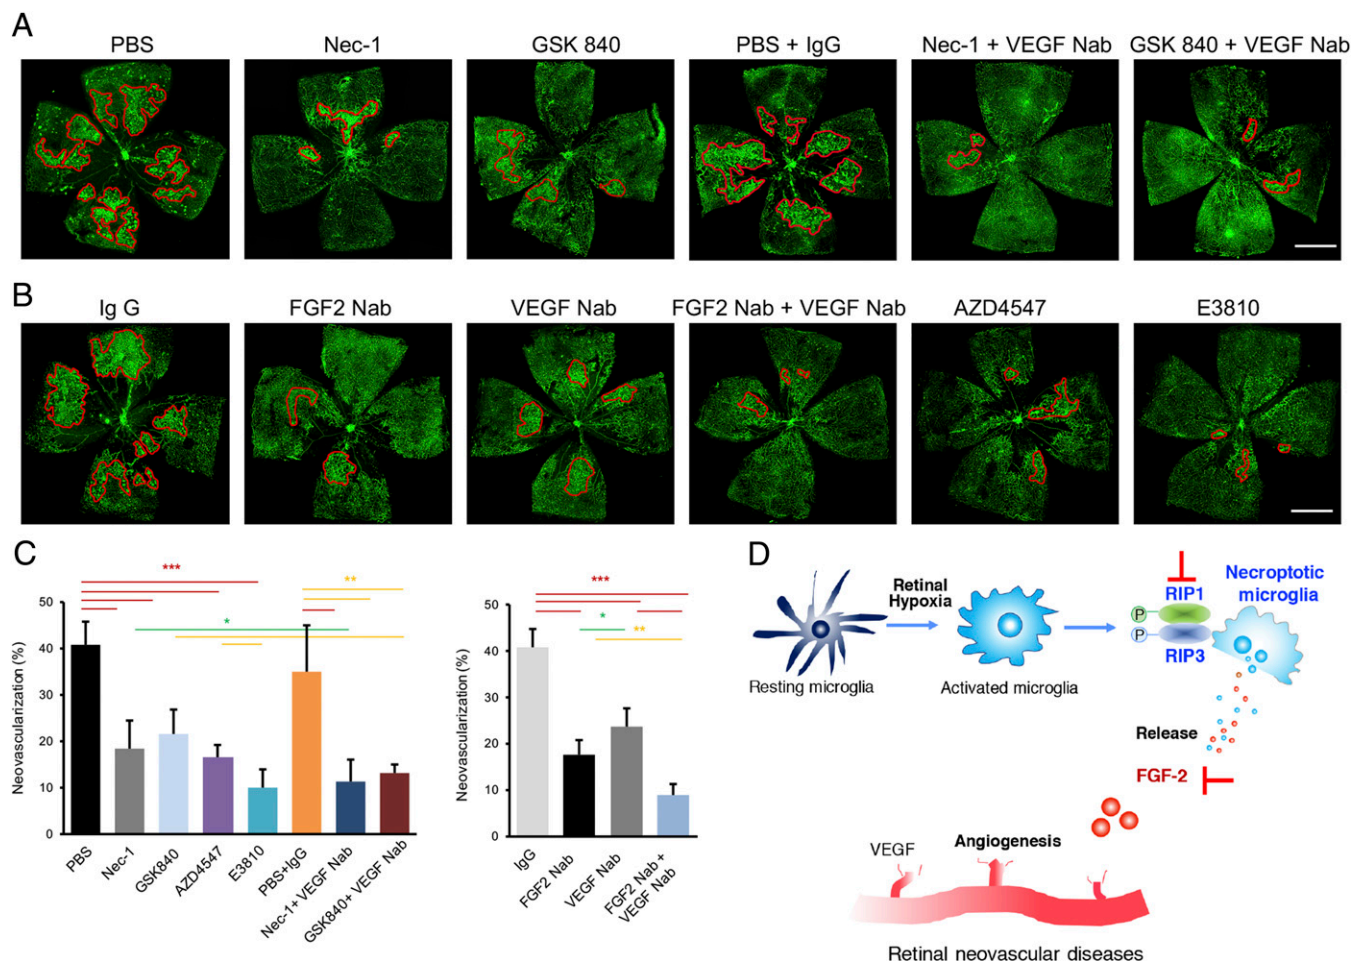 A
PBS
Nec-1
GSK 840
PBS + IgG
Nec-1 + VEGF Nab
GSK 840 + VEGF Nab
B
Ig G
FGF2 Nab
VEGF Nab
FGF2 Nab + VEGF Nab
AZD4547
E3810
C
***
**
*
50
40
30
20
10
0
Neovascularization (%)
PBS
Nec-1
GSK840
AZD4547
E3810
PBS+IgG
Nec-1+ VEGF Nab
GSK840+ VEGF Nab
***
*
**
50
40
30
20
10
0
Neovascularization (%)
IgG
FGF2 Nab
VEGF Nab
FGF2 Nab +
VEGF Nab
D
Retinal
Hypoxia
Resting microglia
Activated microglia
RIP1
P
P
RIP3
Necroptotic
microglia
Release
FGF-2
VEGF
Angiogenesis
Retinal neovascular diseases